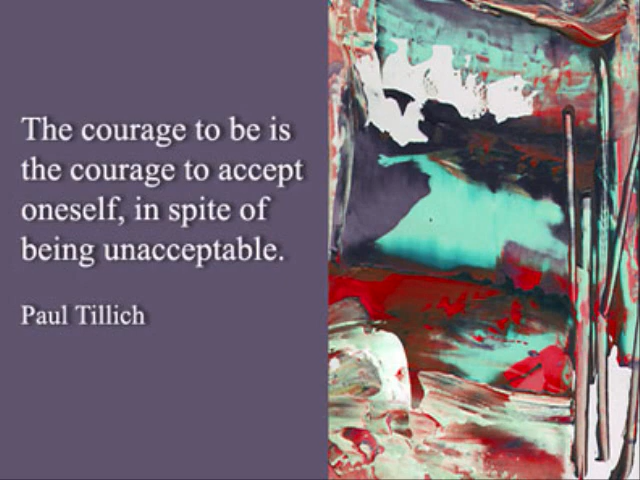 The courage to be is
the courage to accept
oneself, in spite of
being unacceptable.
Paul Tillich